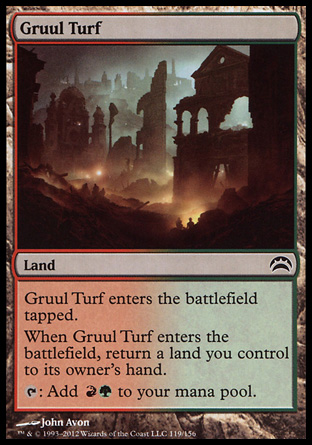 Gruul Turf
Land
Gruul Turf enters the battlefield
tapped.
When Gruul Turf enters the
battlefield, return a land you control
to its owner's hand.
: Add to your mana pool.
John Avon
™ & © 1993–2012 Wizards of the Coast LLC 119/156